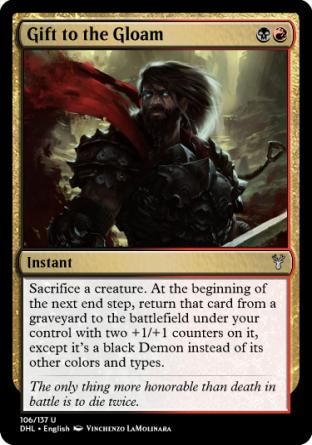 Gift to the Gloam
Instant
Sacrifice a creature. At the beginning of
the next end step, return that card from a
graveyard to the battlefield under your
control with two +1/+1 counters on it,
except it's a black Demon instead of its
other colors and types.
The only thing more honorable than death in
battle is to die twice.
106/137 U
DHL • English Vincenzo LaMolinara